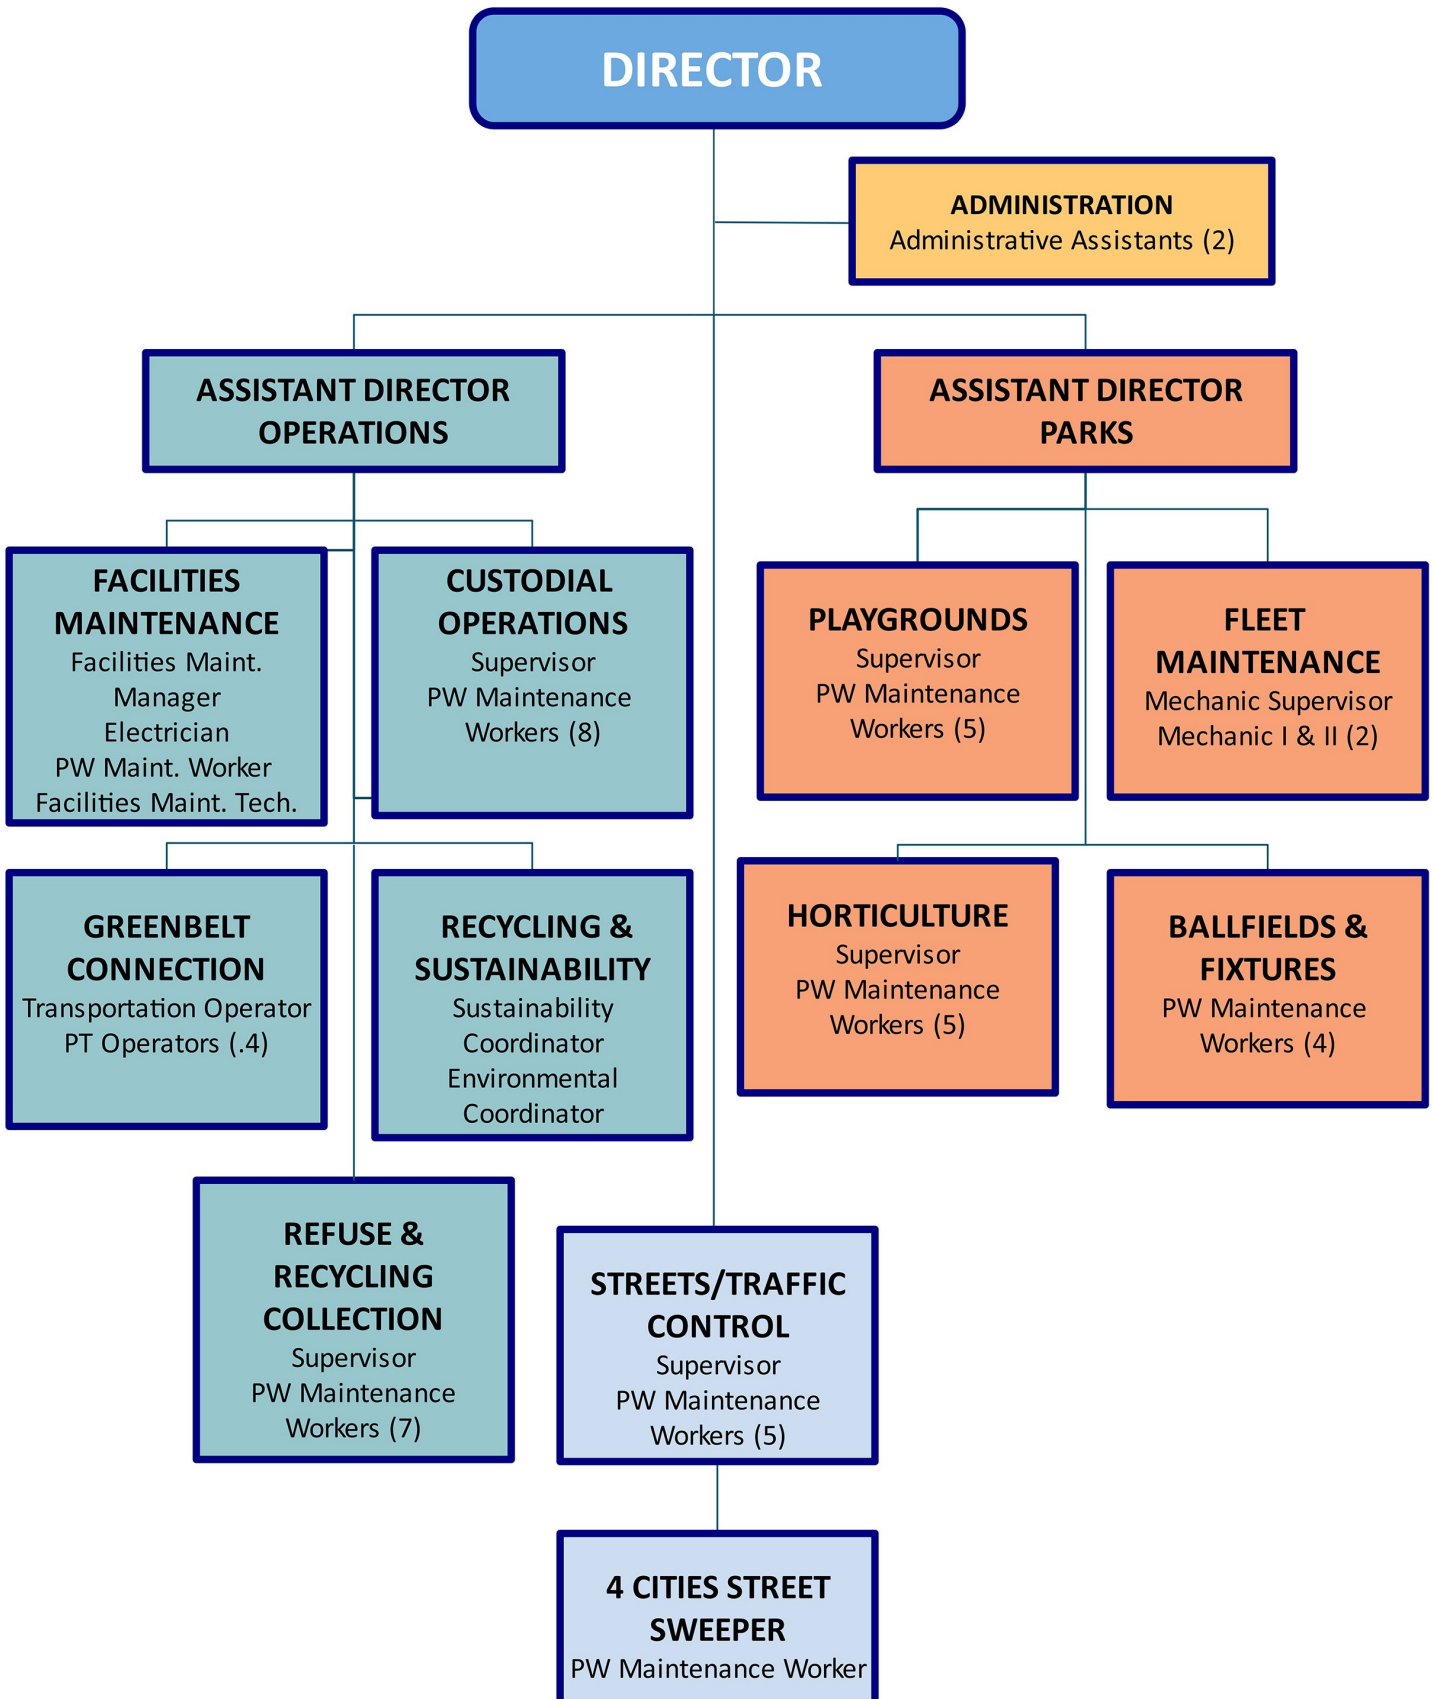 DIRECTOR
ADMINISTRATION
Administrative Assistants (2)
ASSISTANT DIRECTOR
OPERATIONS
ASSISTANT DIRECTOR
PARKS
FACILITIES
MAINTENANCE
Facilities Maint.
Manager
Electrician
PW Maint. Worker
Facilities Maint. Tech.
CUSTODIAL
OPERATIONS
Supervisor
PW Maintenance
Workers (8)
PLAYGROUNDS
Supervisor
PW Maintenance
Workers (5)
FLEET
MAINTENANCE
Mechanic Supervisor
Mechanic I & II (2)
GREENBELT
CONNECTION
Transportation Operator
PT Operators (.4)
RECYCLING &
SUSTAINABILITY
Sustainability
Coordinator
Environmental
Coordinator
HORTICULTURE
Supervisor
PW Maintenance
Workers (5)
BALLFIELDS &
FIXTURES
PW Maintenance
Workers (4)
REFUSE &
RECYCLING
COLLECTION
Supervisor
PW Maintenance
Workers (7)
STREETS/TRAFFIC
CONTROL
Supervisor
PW Maintenance
Workers (5)
4 CITIES STREET
SWEEPER
PW Maintenance Worker